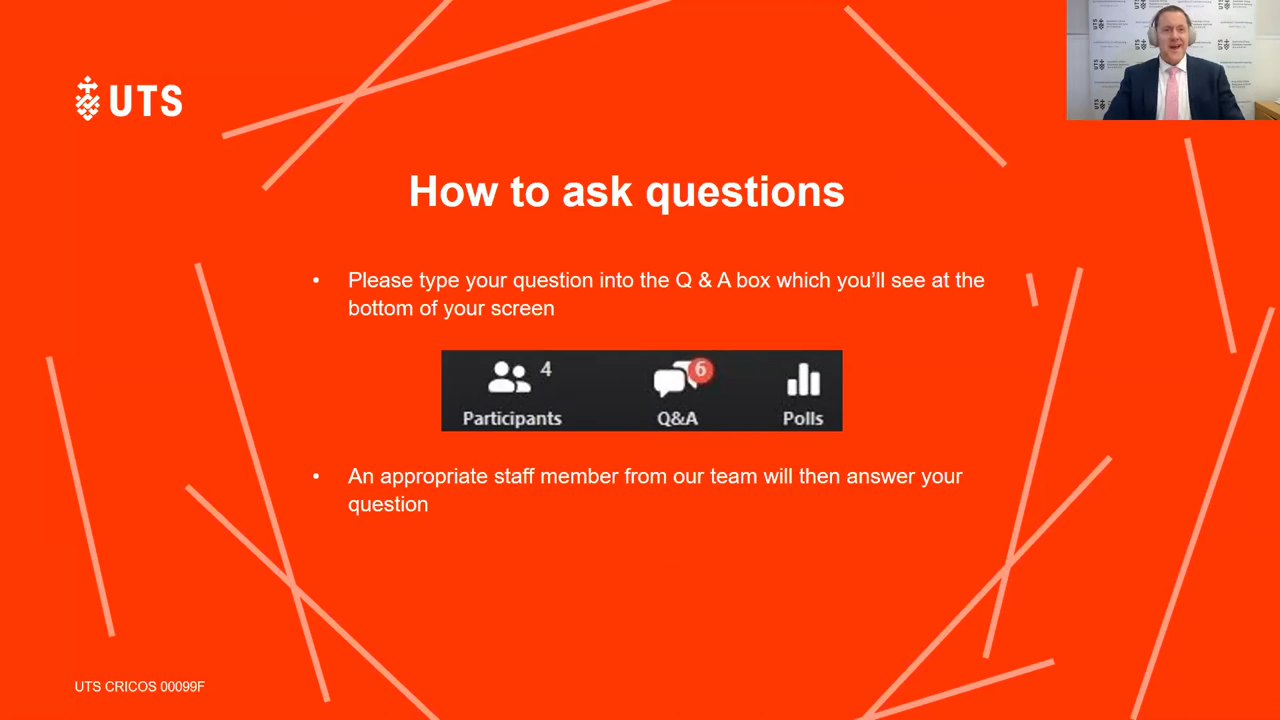 UTS
How to ask questions
• Please type your question into the Q & A box which you’ll see at the
bottom of your screen
4
6
Participants
Q&A
Polls
• An appropriate staff member from our team will then answer your
question
UTS CRICOS 00099F